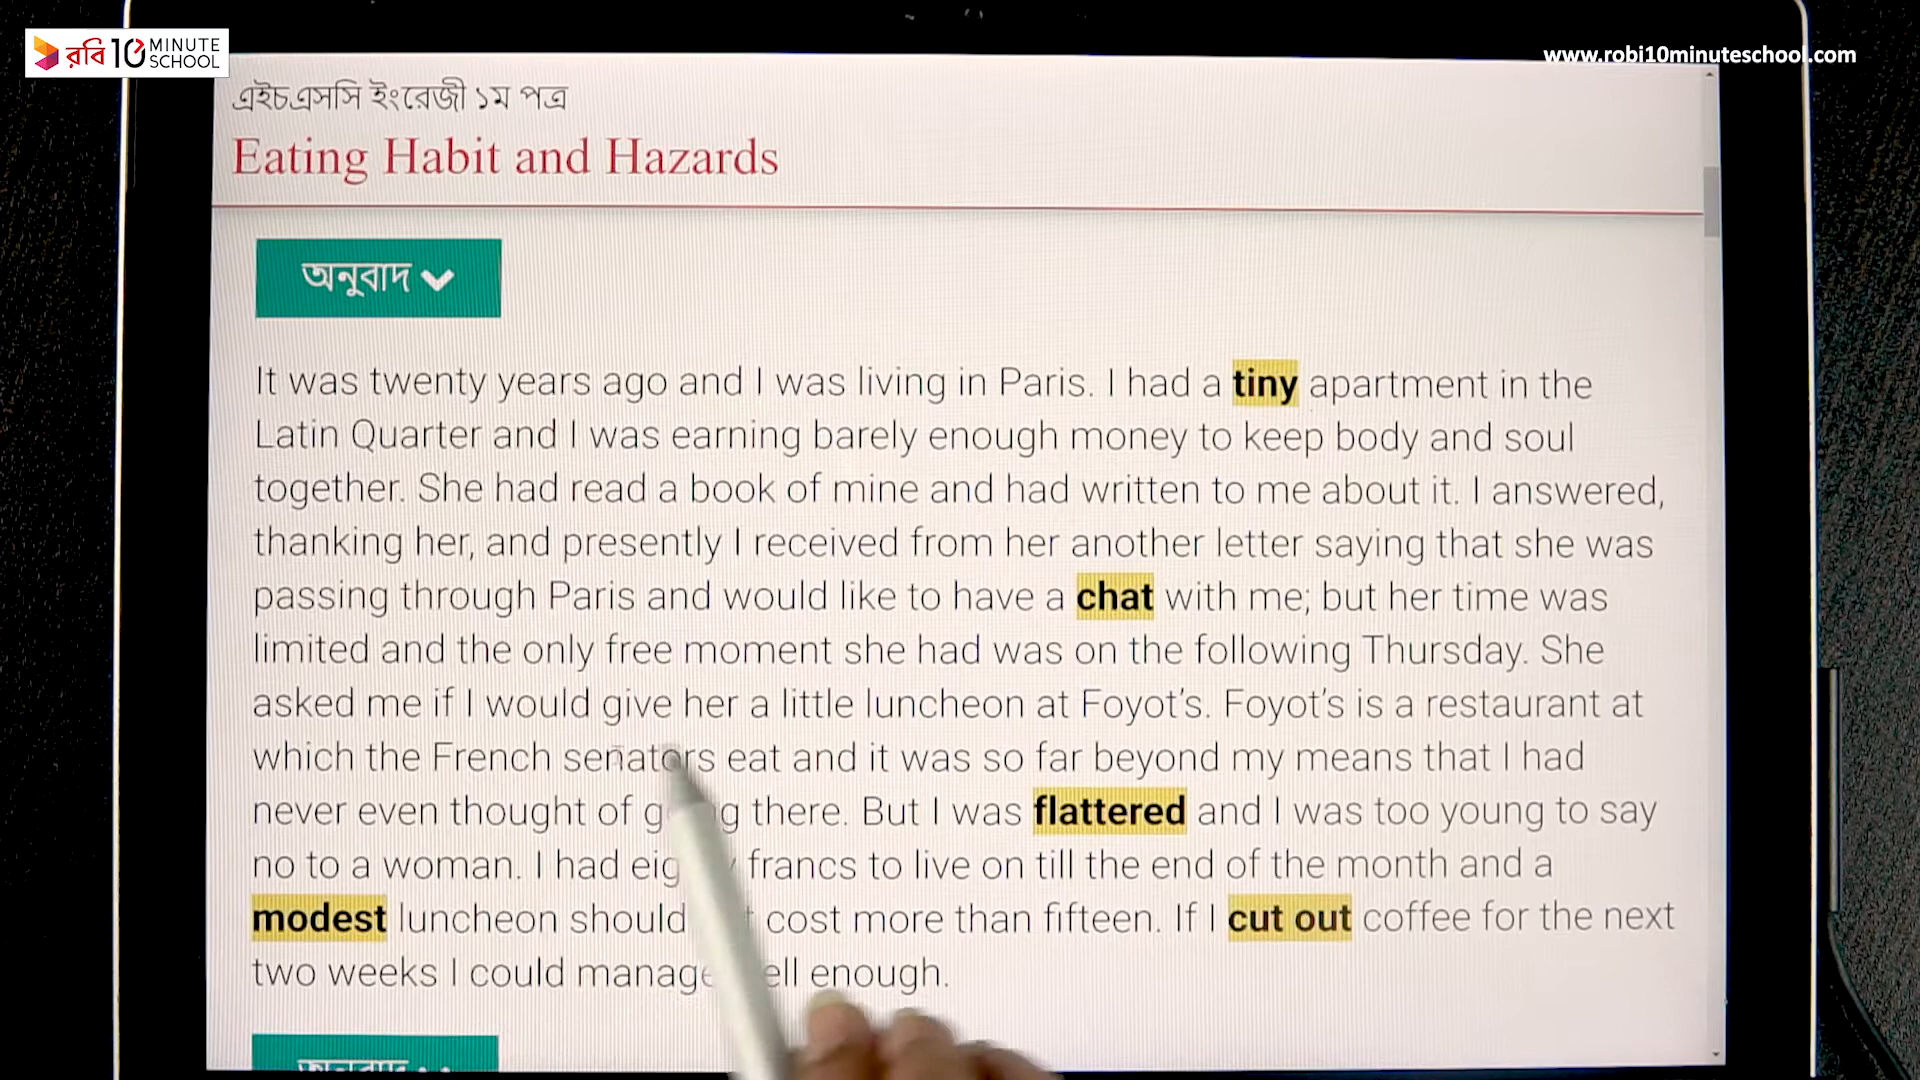 রবি 10 MINUTE SCHOOL
www.robi10minuteschool.com
এইচএসসি ইংরেজী ১ম পত্র
Eating Habit and Hazards
অনুবাদ
It was twenty years ago and I was living in Paris. I had a tiny apartment in the
Latin Quarter and I was earning barely enough money to keep body and soul
together. She had read a book of mine and had written to me about it. I answered,
thanking her, and presently I received from her another letter saying that she was
passing through Paris and would like to have a chat with me; but her time was
limited and the only free moment she had was on the following Thursday. She
asked me if I would give her a little luncheon at Foyot's. Foyot's is a restaurant at
which the French senators eat and it was so far beyond my means that I had
never even thought of there. But I was flattered and I was too young to say
no to a woman. I had francs to live on till the end of the month and a
modest luncheon should cost more than fifteen. If I cut out coffee for the next
two weeks I could enough.